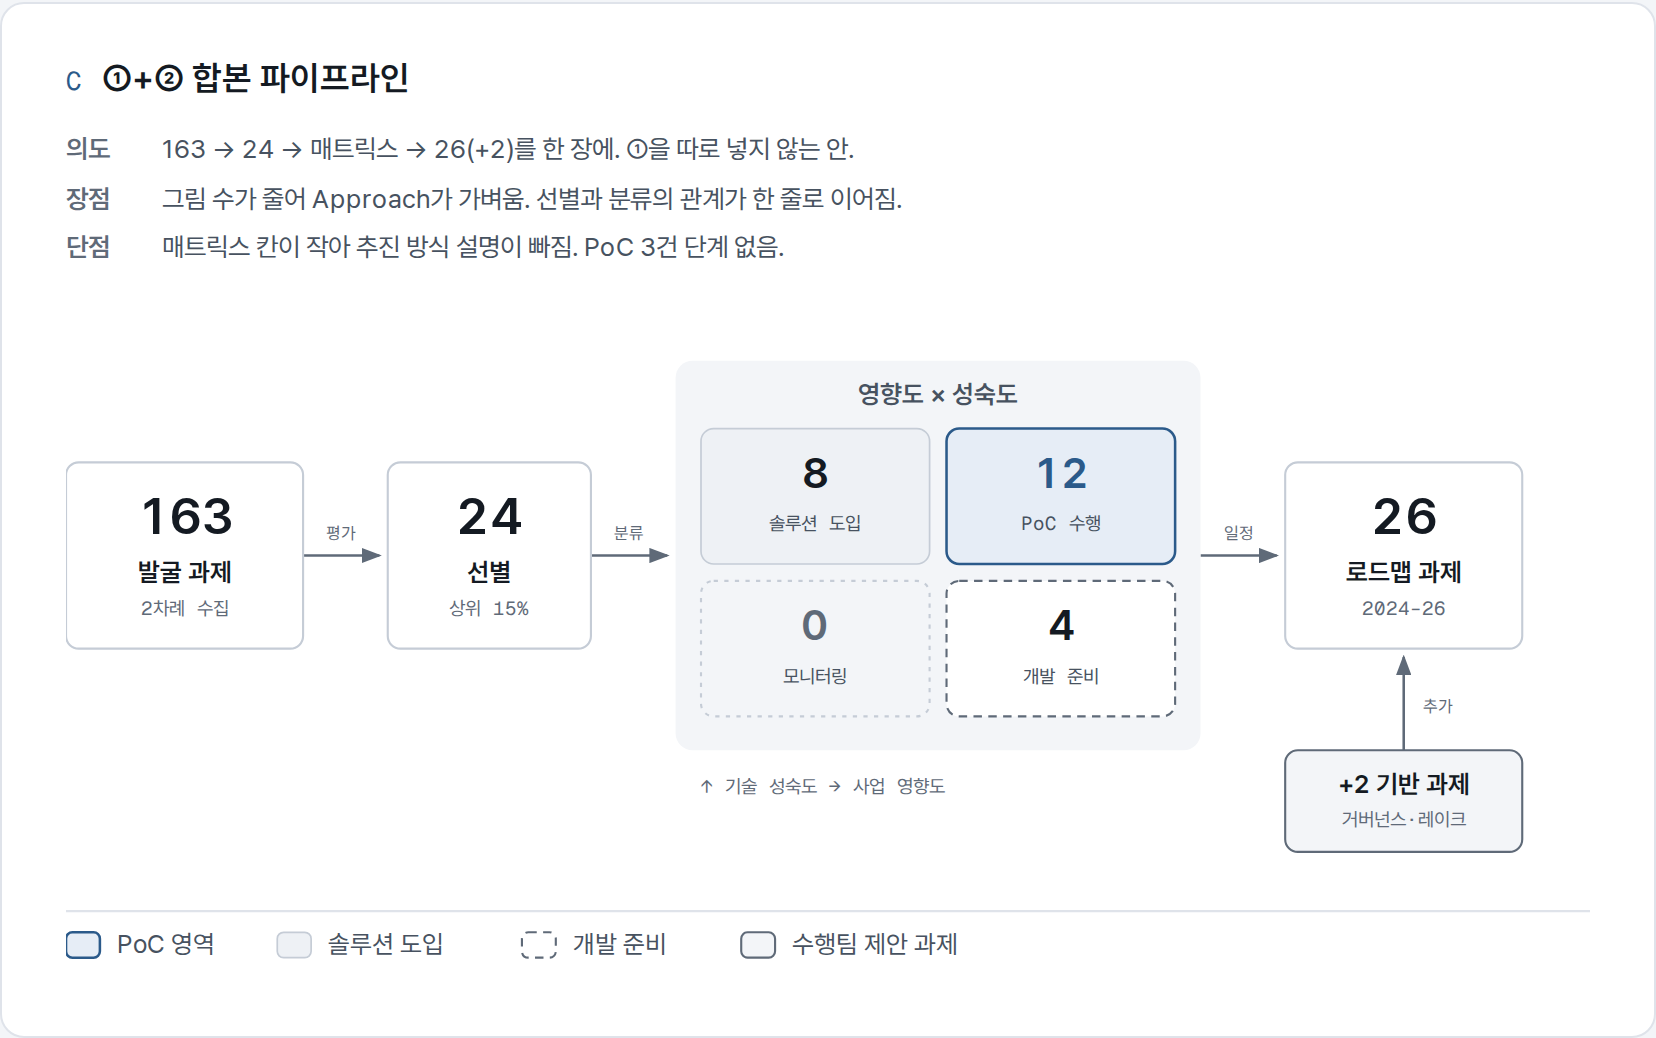 C ①+② 합본 파이프라인
의도 163 → 24 → 매트릭스 → 26(+2)를 한 장에. ①을 따로 넣지 않는 안.
장점 그림 수가 줄어 Approach가 가벼움. 선별과 분류의 관계가 한 줄로 이어짐.
단점 매트릭스 칸이 작아 추진 방식 설명이 빠짐. PoC 3건 단계 없음.
163
발굴 과제
2차례 수집
평가
24
선별
상위 15%
분류
영향도 × 성숙도
8
솔루션 도입
12
PoC 수행
0
모니터링
4
개발 준비
↑ 기술 성숙도 → 사업 영향도
일정
26
로드맵 과제
2024-26
추가
+2 기반 과제
거버넌스·레이크
PoC 영역
솔루션 도입
개발 준비
수행팀 제안 과제